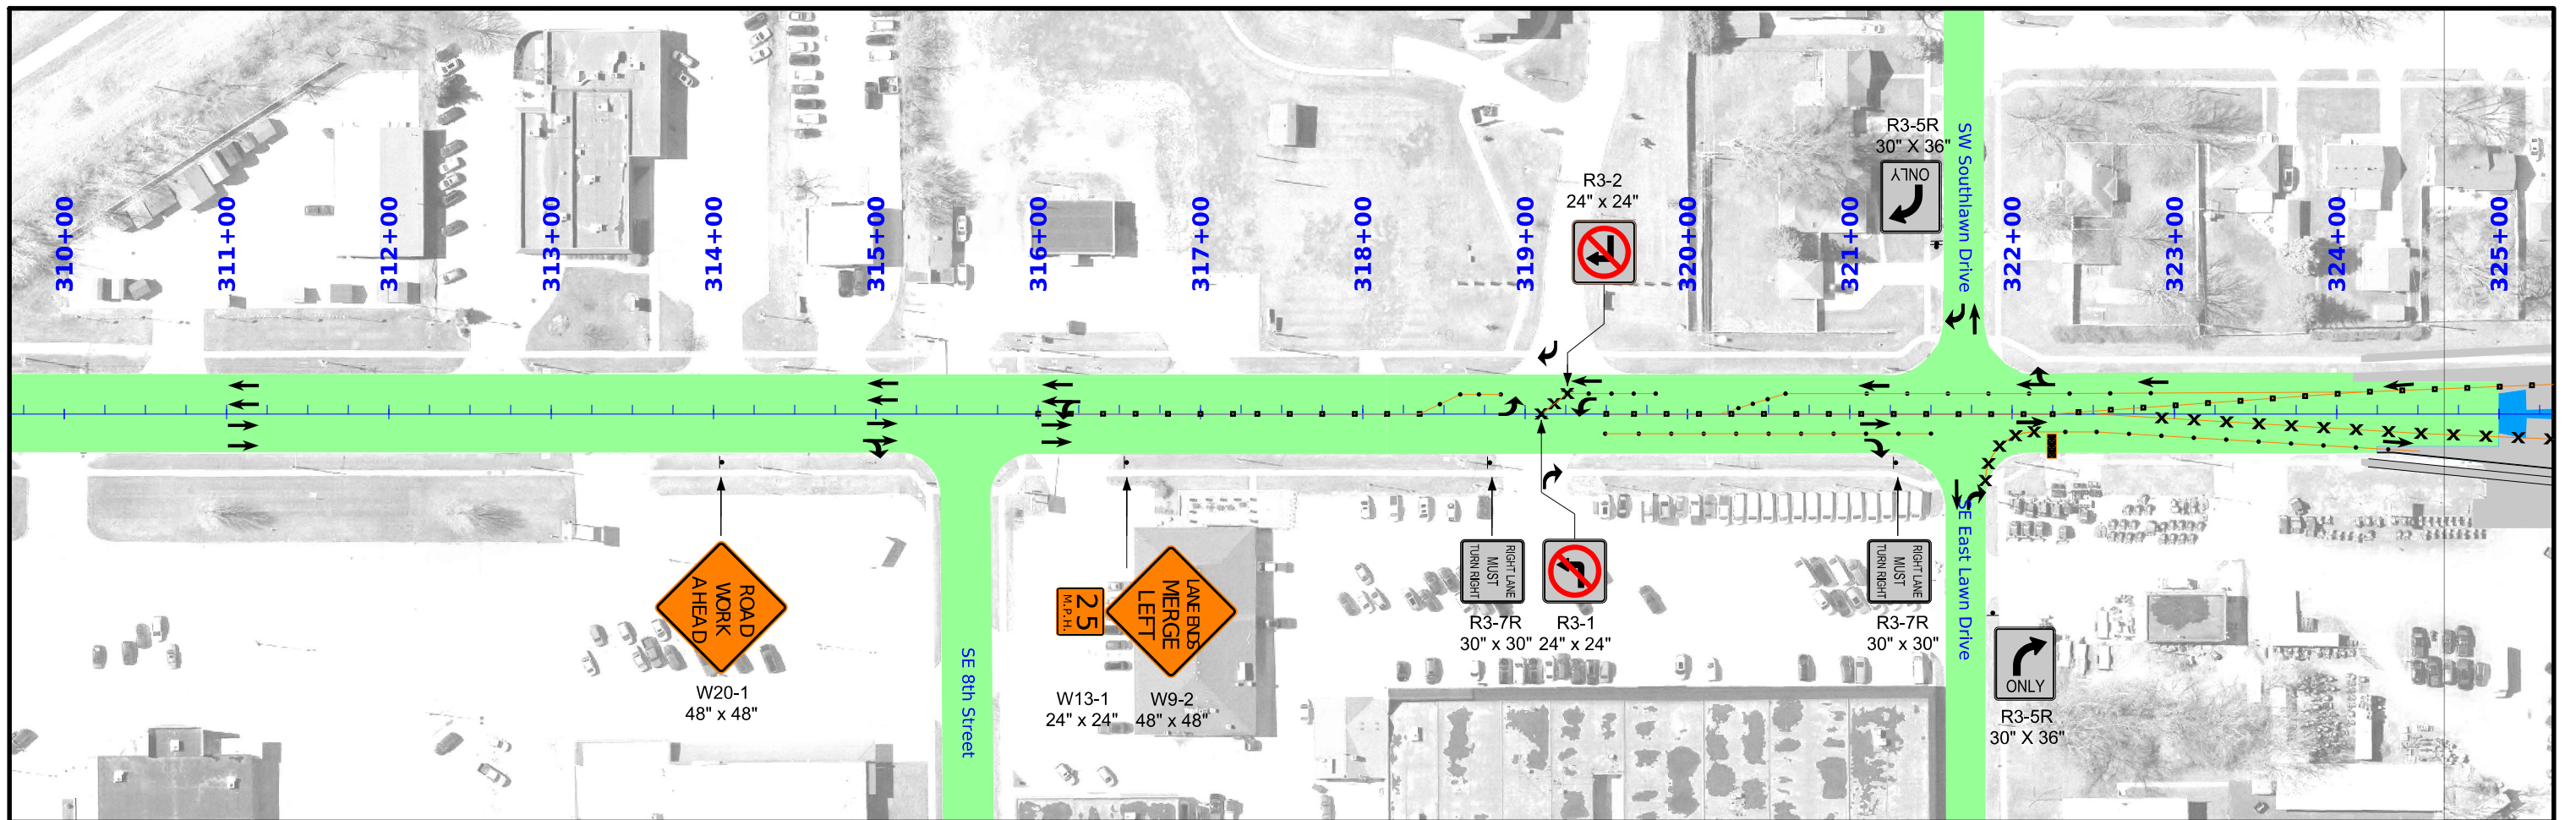 310+00
311+00
312+00
313+00
314+00
315+00
316+00
317+00
318+00
319+00
320+00
321+00
322+00
323+00
324+00
325+00
R3-2
24" x 24"
R3-5R
30" X 36"
ONLY
SW Southlawn Drive
ROAD
WORK
AHEAD
W20-1
48" x 48"
SE 8th Street
25
M.P.H.
W13-1
24" x 24"
LANE ENDS
MERGE
LEFT
W9-2
48" x 48"
RIGHT LANE
MUST
TURN RIGHT
R3-7R
30" x 30"
R3-1
24" x 24"
RIGHT LANE
MUST
TURN RIGHT
R3-7R
30" x 30"
SE East Lawn Drive
ONLY
R3-5R
30" X 36"